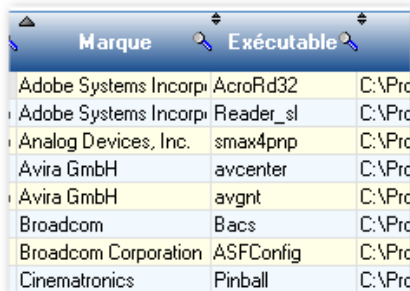 Marque Exécutable
Adobe Systems Incorp AcroRd32 C:\Pro
Adobe Systems Incorp Reader_sl C:\Pro
Analog Devices, Inc. smax4pnp C:\Pro
Avira GmbH avcenter C:\Pro
Avira GmbH avgnt C:\Pro
Broadcom Bacs C:\Pro
Broadcom Corporation ASFConfig C:\Pro
Cinematronics Pinball C:\Pro